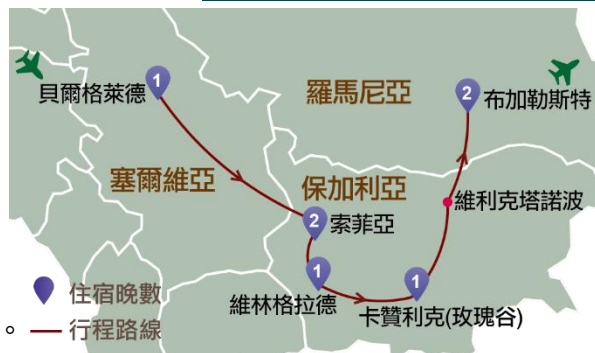 1
貝爾格萊德
羅馬尼亞
2
布加勒斯特
塞爾維亞
保加利亞
2
索菲亞
維利克塔諾波
1
維林格拉德
1
卡贊利克(玫瑰谷)
住宿晚數
。
行程路線